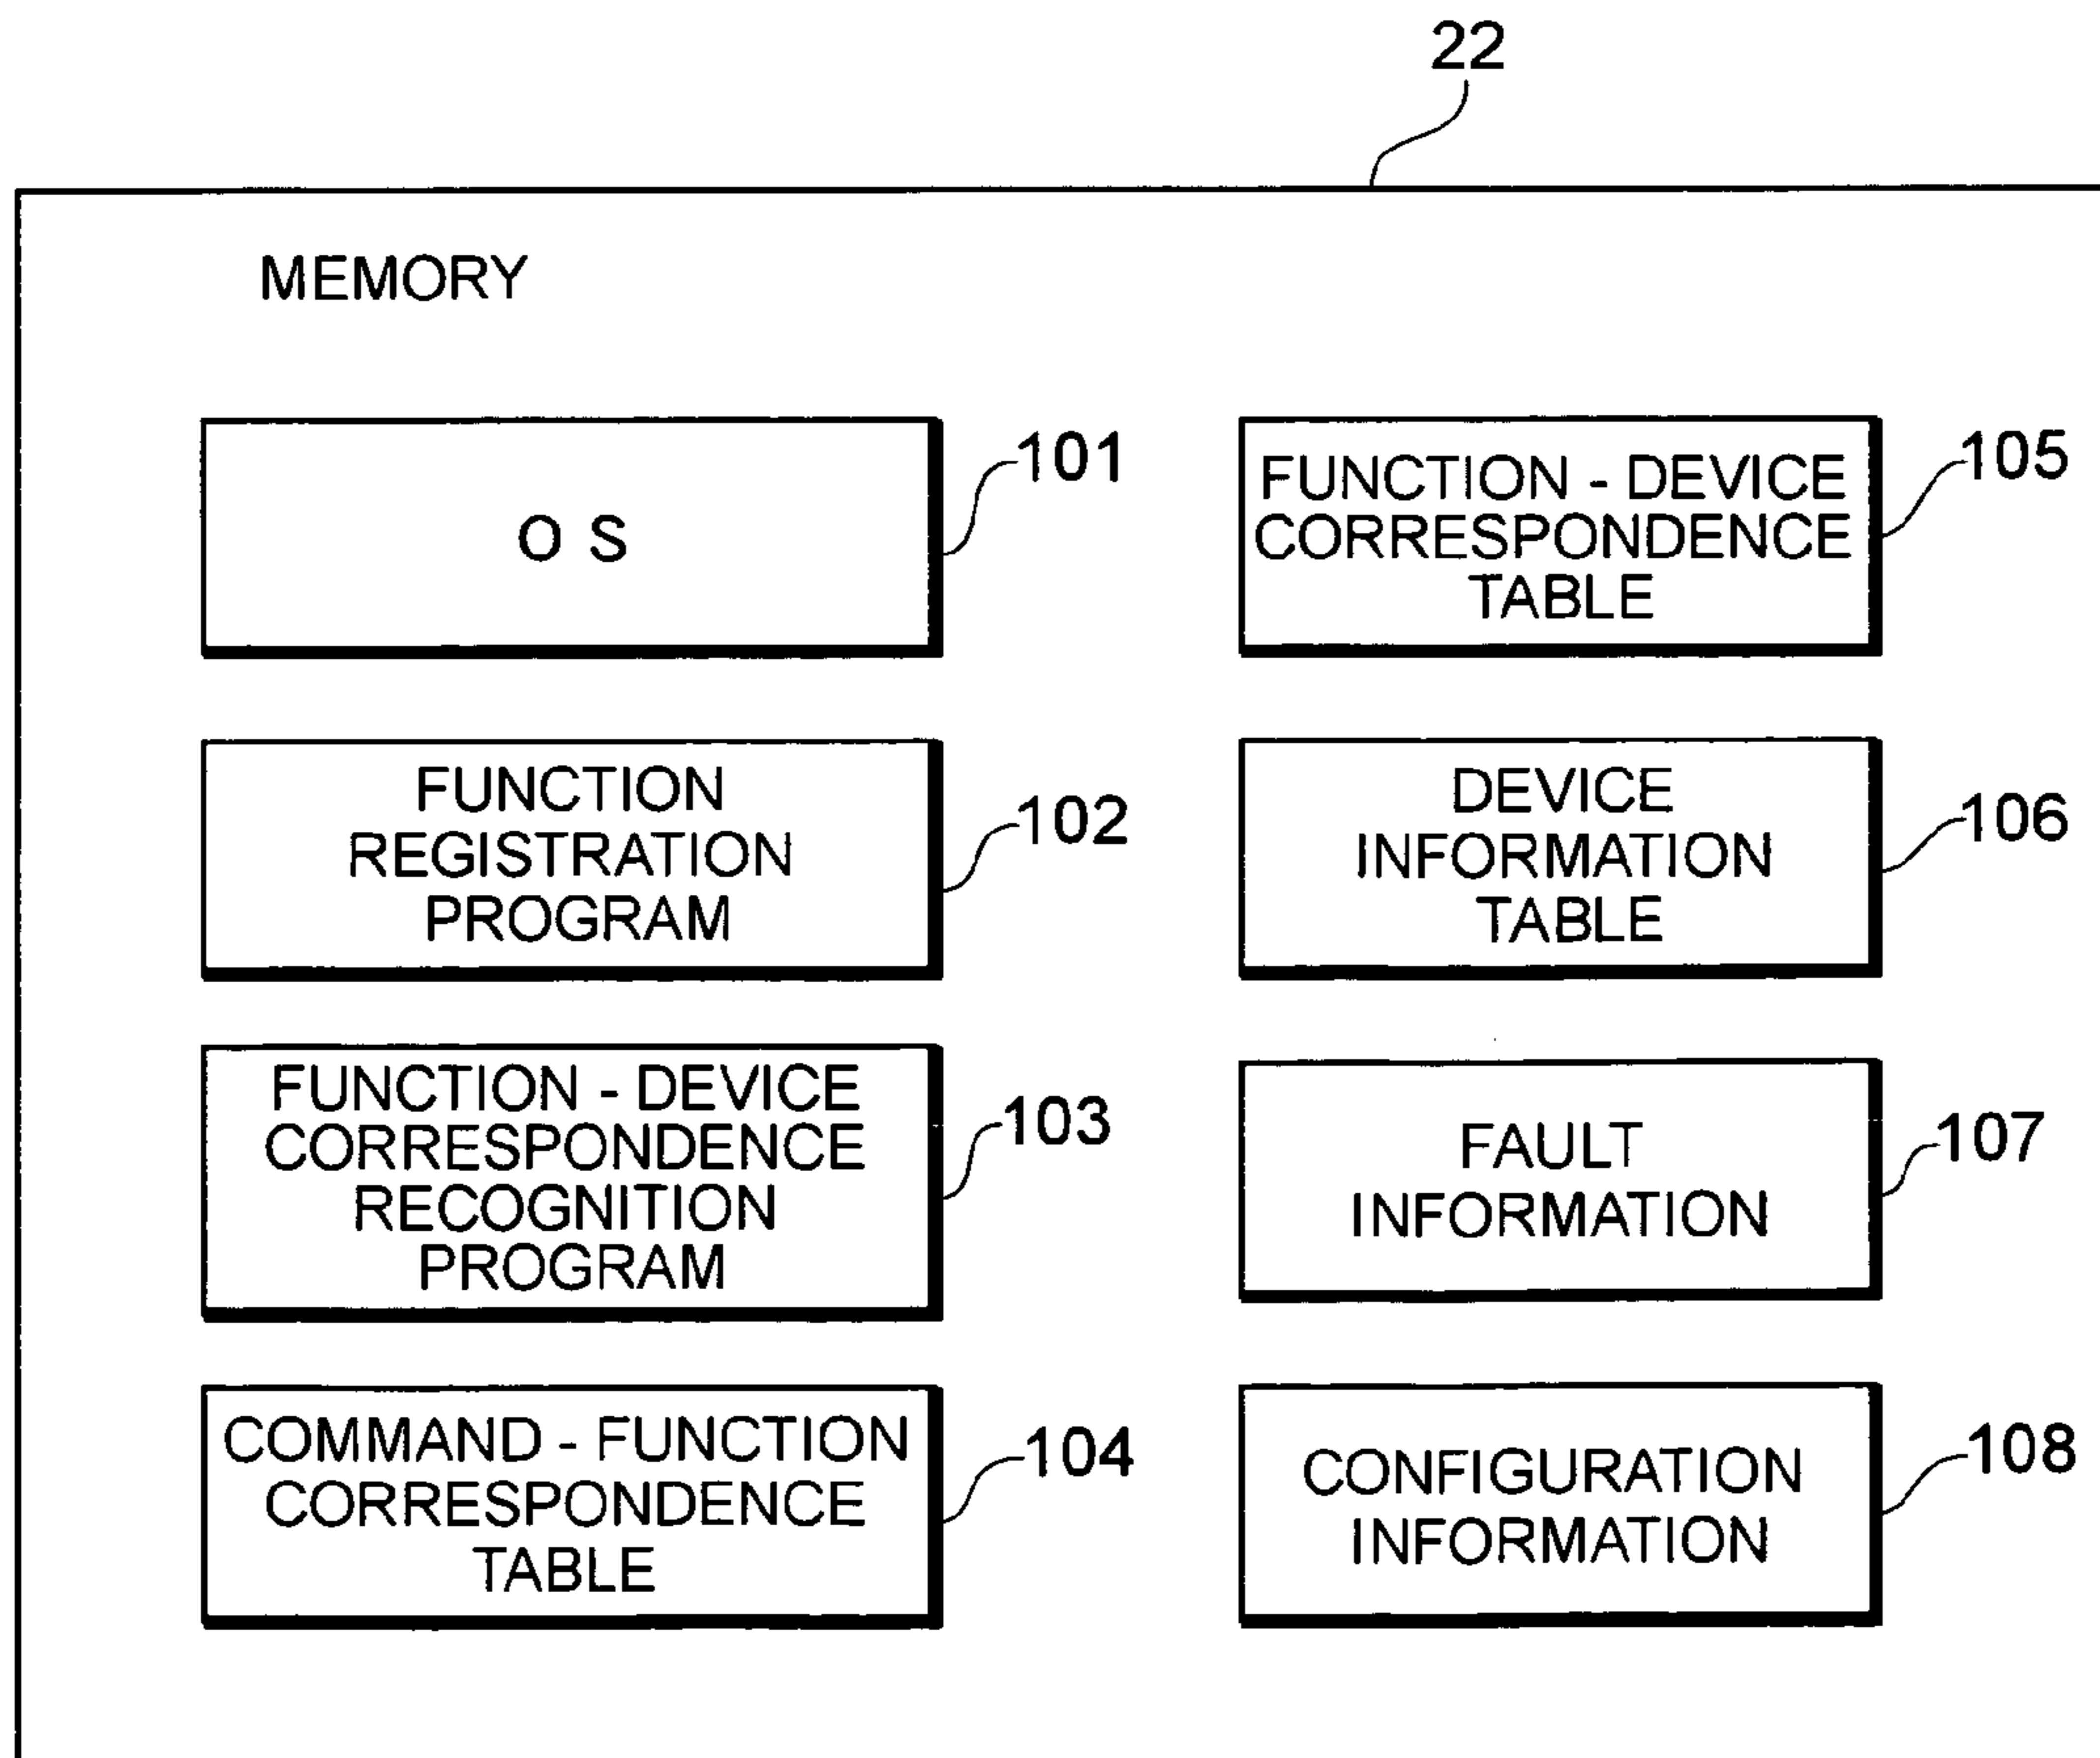 22
MEMORY
O S
101
FUNCTION
REGISTRATION
PROGRAM
102
FUNCTION - DEVICE
CORRESPONDENCE
RECOGNITION
PROGRAM
103
COMMAND - FUNCTION
CORRESPONDENCE
TABLE
104
FUNCTION - DEVICE
CORRESPONDENCE
TABLE
105
DEVICE
INFORMATION
TABLE
106
FAULT
INFORMATION
107
CONFIGURATION
INFORMATION
108